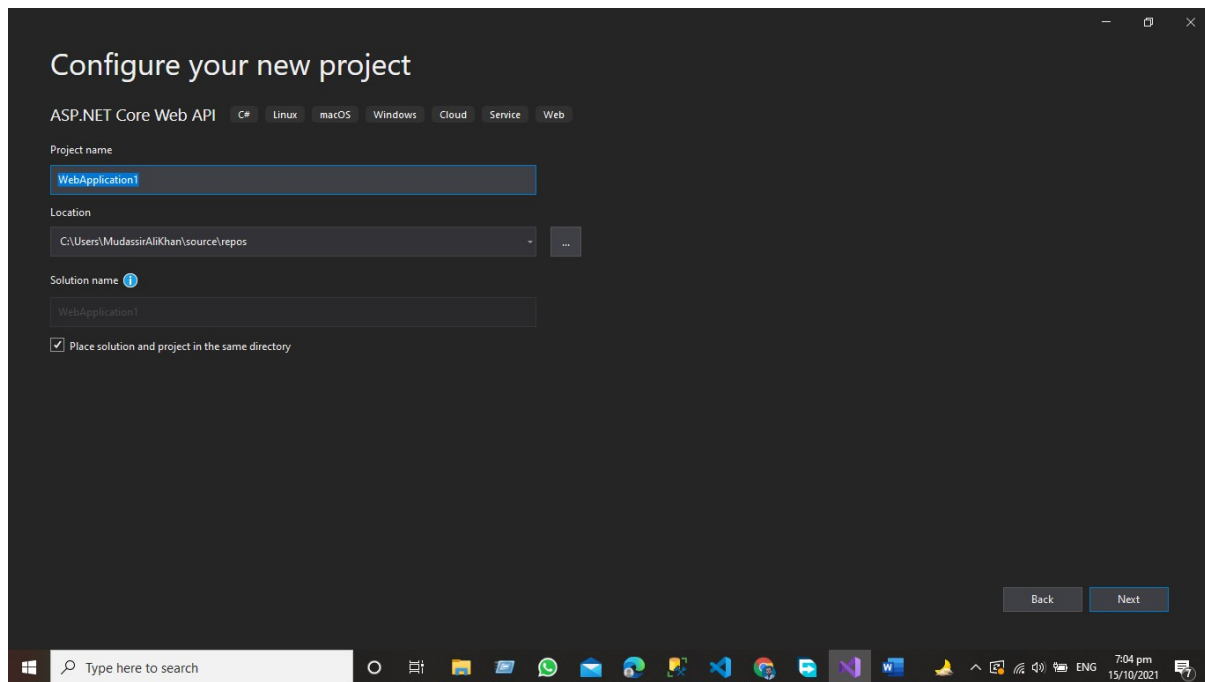 Configure your new project
ASP.NET Core Web API C# Linux macOS Windows Cloud Service Web
Project name
WebApplication1
Location
C:\Users\MudassirAliKhan\source\repos
...
Solution name
WebApplication1
Place solution and project in the same directory
Back Next
Type here to search
ENG
7:04 pm
15/10/2021
7